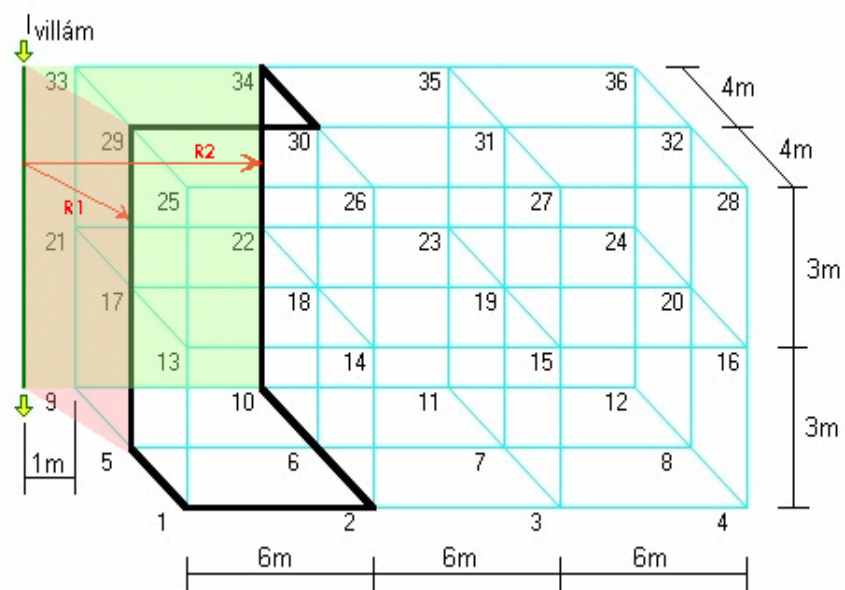 I villám
33 34 35 36
4m
29 30 31 32
R2
4m
R1
25 26 27 28
21 22 23 24
3m
17 18 19 20
13 14 15 16
9 10 11 12
3m
1m
5 6 7 8
1 2 3 4
6m 6m 6m